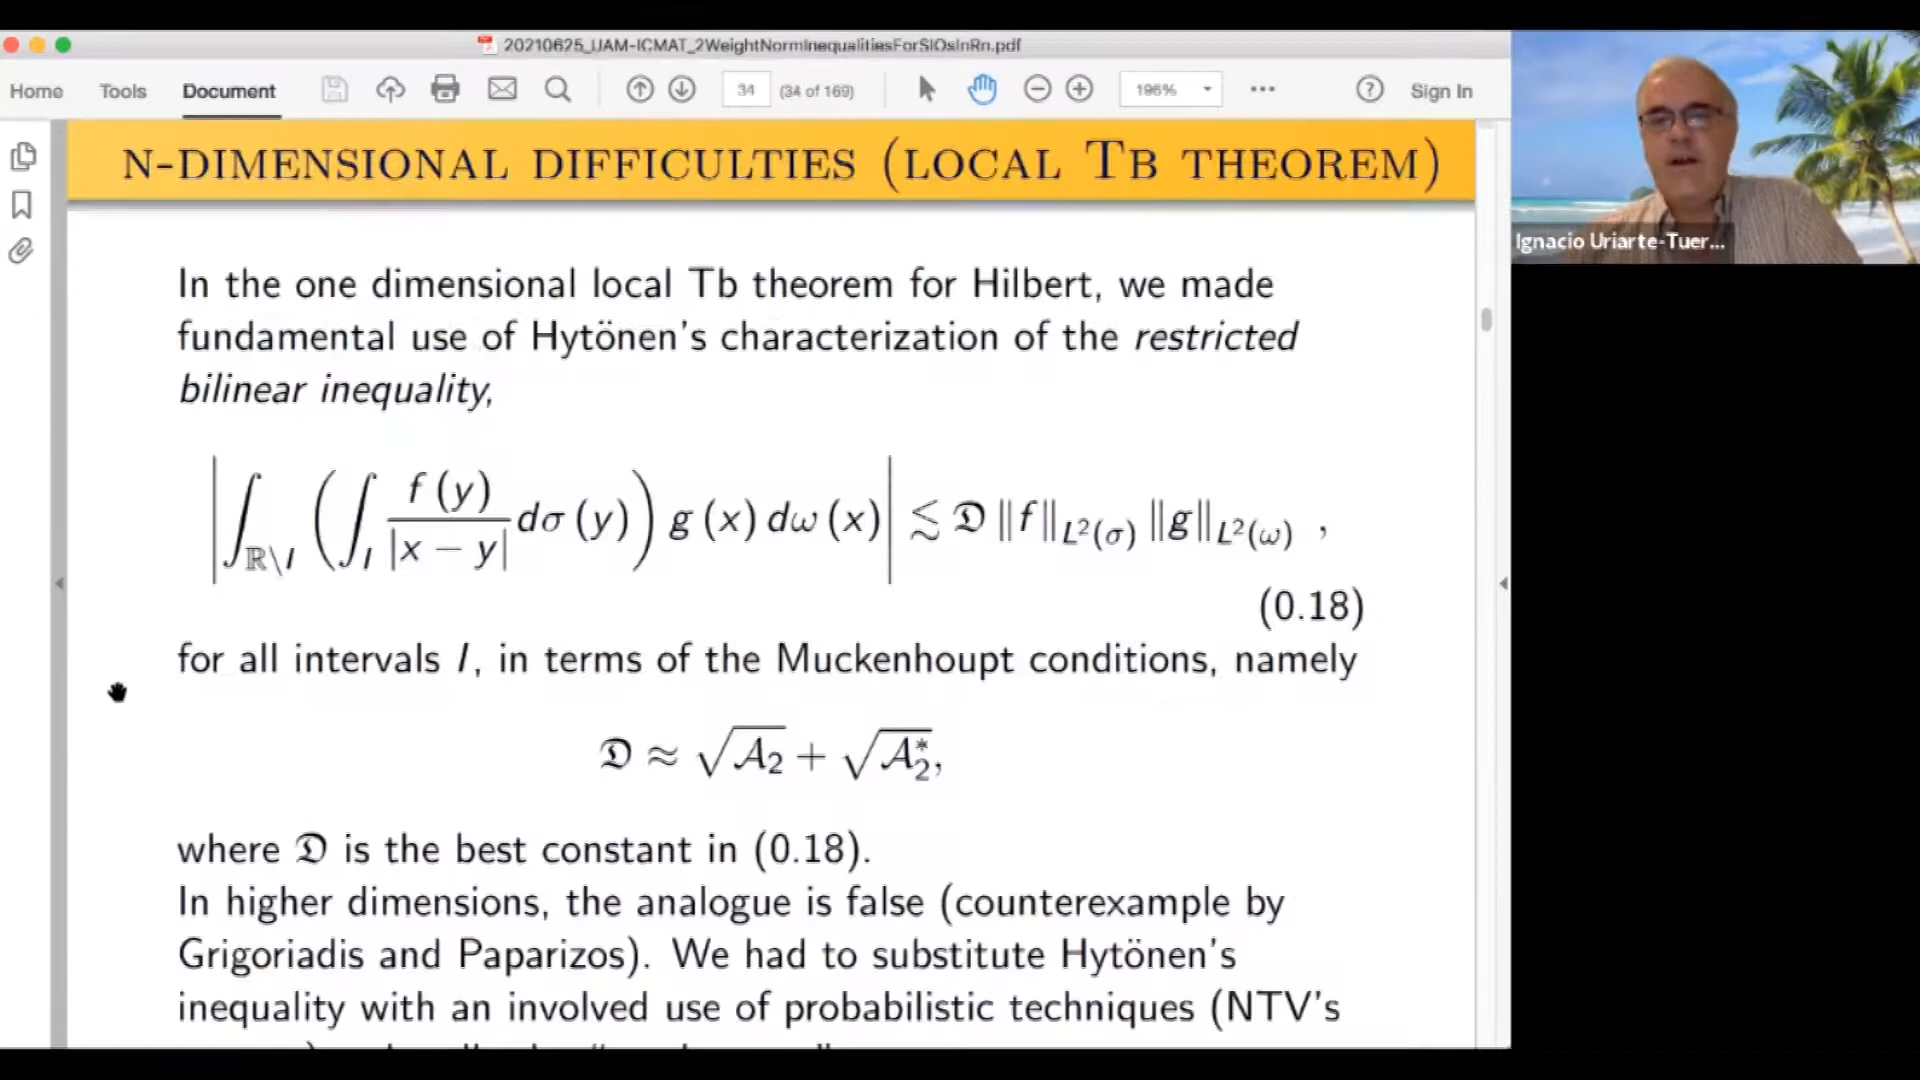 20210625_UAM-ICMAT_2WeightNormInequalitiesForSIOsInRn.pdf
Home Tools Document 34 (34 of 169) 196% Sign In
N-DIMENSIONAL DIFFICULTIES (LOCAL TB THEOREM)
Ignacio Uriarte-Tuer...
In the one dimensional local Tb theorem for Hilbert, we made
fundamental use of Hytönen's characterization of the restricted
bilinear inequality,
|∫_{ℝ\I} (∫_I f(y)/|x − y| dσ(y)) g(x) dω(x)| ≲ 𝔇 ‖f‖_{L²(σ)} ‖g‖_{L²(ω)} ,
(0.18)
for all intervals I, in terms of the Muckenhoupt conditions, namely
𝔇 ≈ √𝒜₂ + √𝒜₂*,
where 𝔇 is the best constant in (0.18).
In higher dimensions, the analogue is false (counterexample by
Grigoriadis and Paparizos). We had to substitute Hytönen's
inequality with an involved use of probabilistic techniques (NTV's